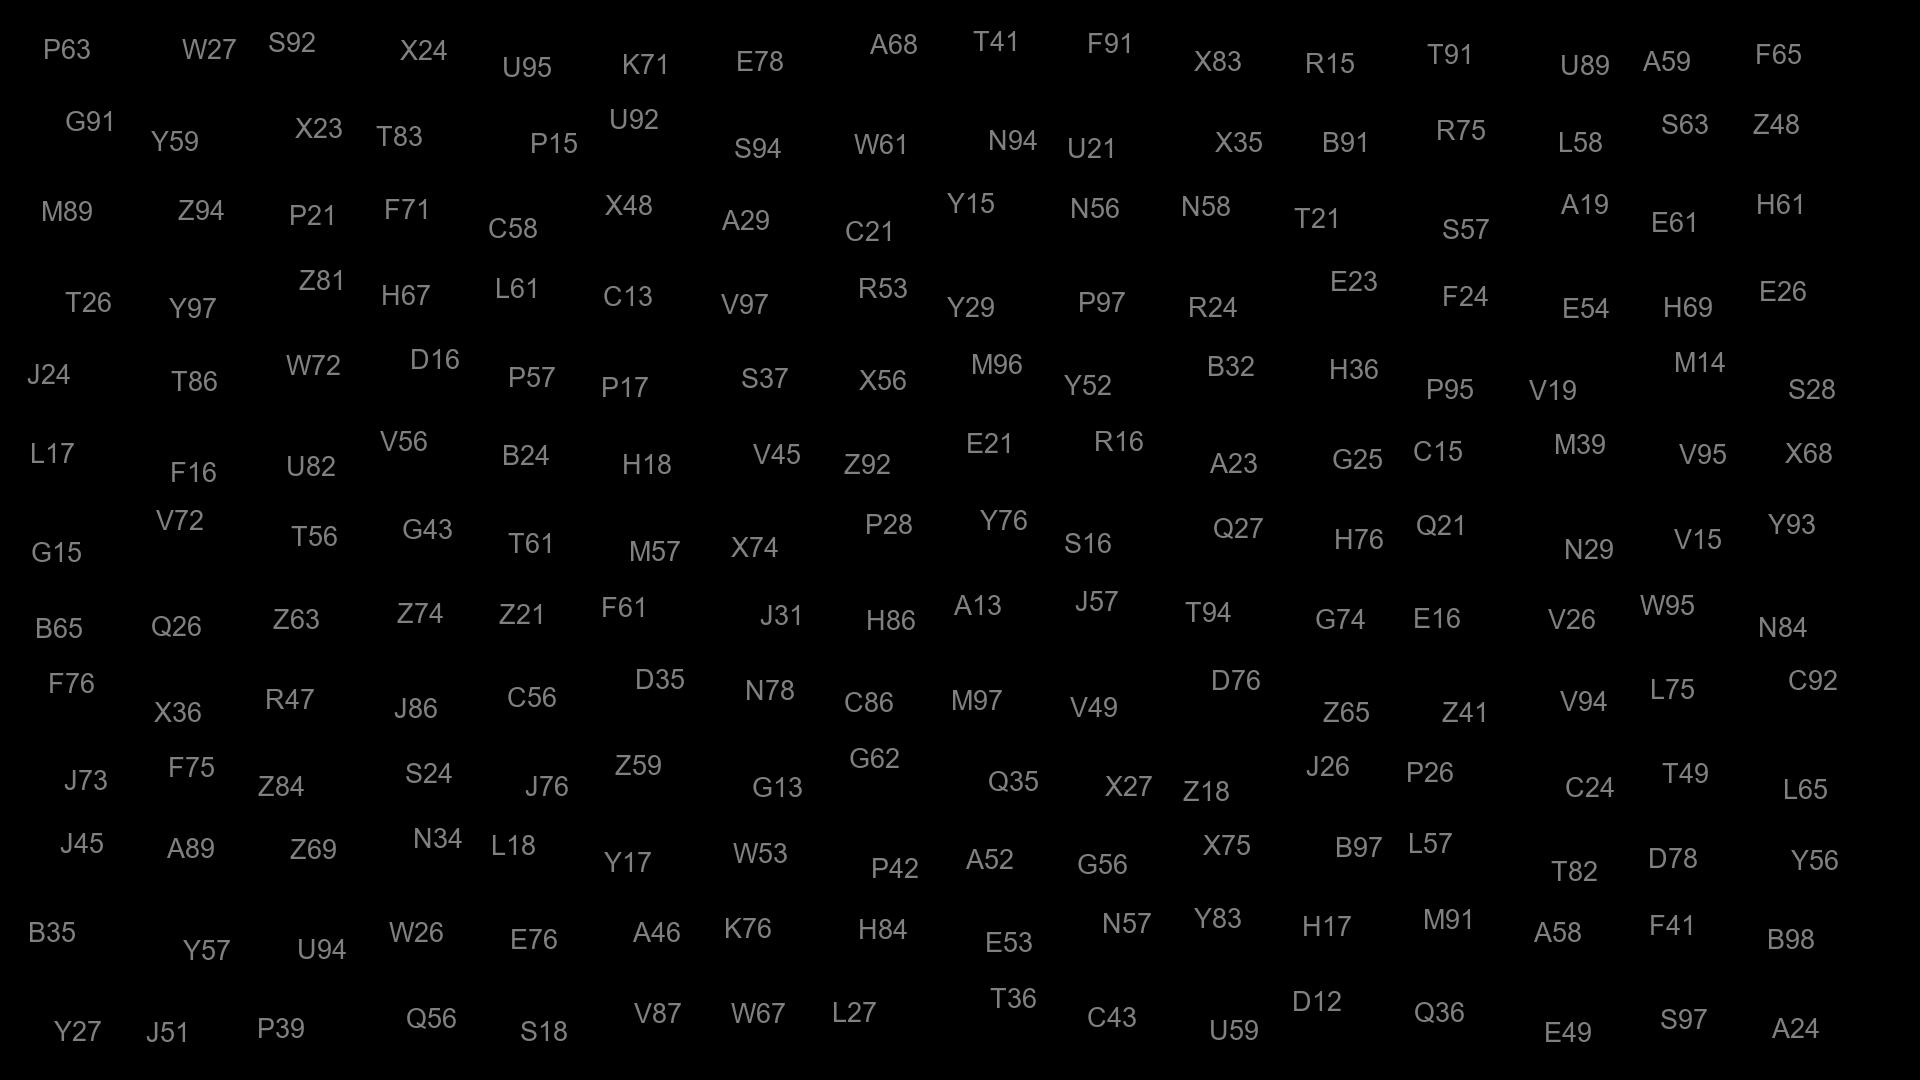 P63 W27 S92 X24 U95 K71 E78 A68 T41 F91 X83 R15 T91 U89 A59 F65
G91 Y59 X23 T83 P15 U92 S94 W61 N94 U21 X35 B91 R75 L58 S63 Z48
M89 Z94 P21 F71 C58 X48 A29 C21 Y15 N56 N58 T21 S57 A19 E61 H61
T26 Y97 Z81 H67 L61 C13 V97 R53 Y29 P97 R24 E23 F24 E54 H69 E26
J24 T86 W72 D16 P57 P17 S37 X56 M96 Y52 B32 H36 P95 V19 M14 S28
L17 F16 U82 V56 B24 H18 V45 Z92 E21 R16 A23 G25 C15 M39 V95 X68
G15 V72 T56 G43 T61 M57 X74 P28 Y76 S16 Q27 H76 Q21 N29 V15 Y93
B65 Q26 Z63 Z74 Z21 F61 J31 H86 A13 J57 T94 G74 E16 V26 W95 N84
F76 X36 R47 J86 C56 D35 N78 C86 M97 V49 D76 Z65 Z41 V94 L75 C92
J73 F75 Z84 S24 J76 Z59 G13 G62 Q35 X27 Z18 J26 P26 C24 T49 L65
J45 A89 Z69 N34 L18 Y17 W53 P42 A52 G56 X75 B97 L57 T82 D78 Y56
B35 Y57 U94 W26 E76 A46 K76 H84 E53 N57 Y83 H17 M91 A58 F41 B98
Y27 J51 P39 Q56 S18 V87 W67 L27 T36 C43 U59 D12 Q36 E49 S97 A24